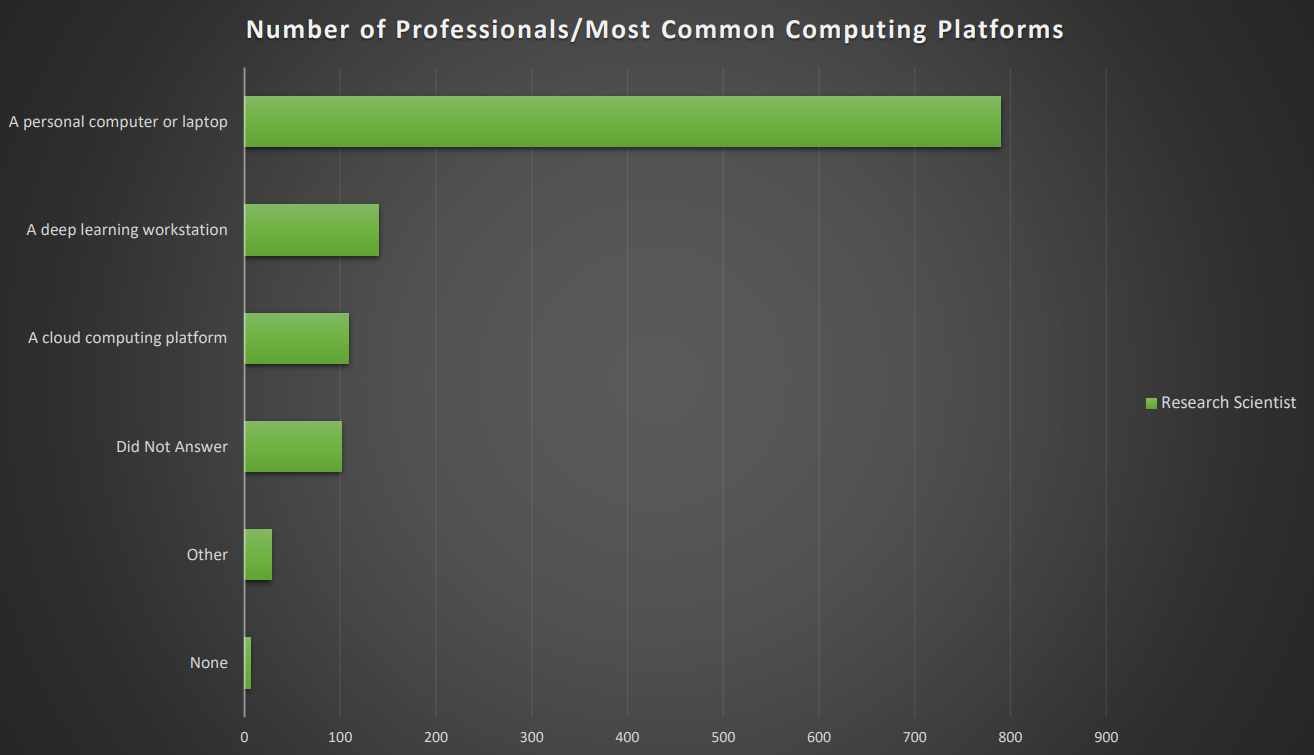 Number of Professionals/Most Common Computing Platforms
A personal computer or laptop
A deep learning workstation
A cloud computing platform
Did Not Answer
Other
None
0 100 200 300 400 500 600 700 800 900
Research Scientist